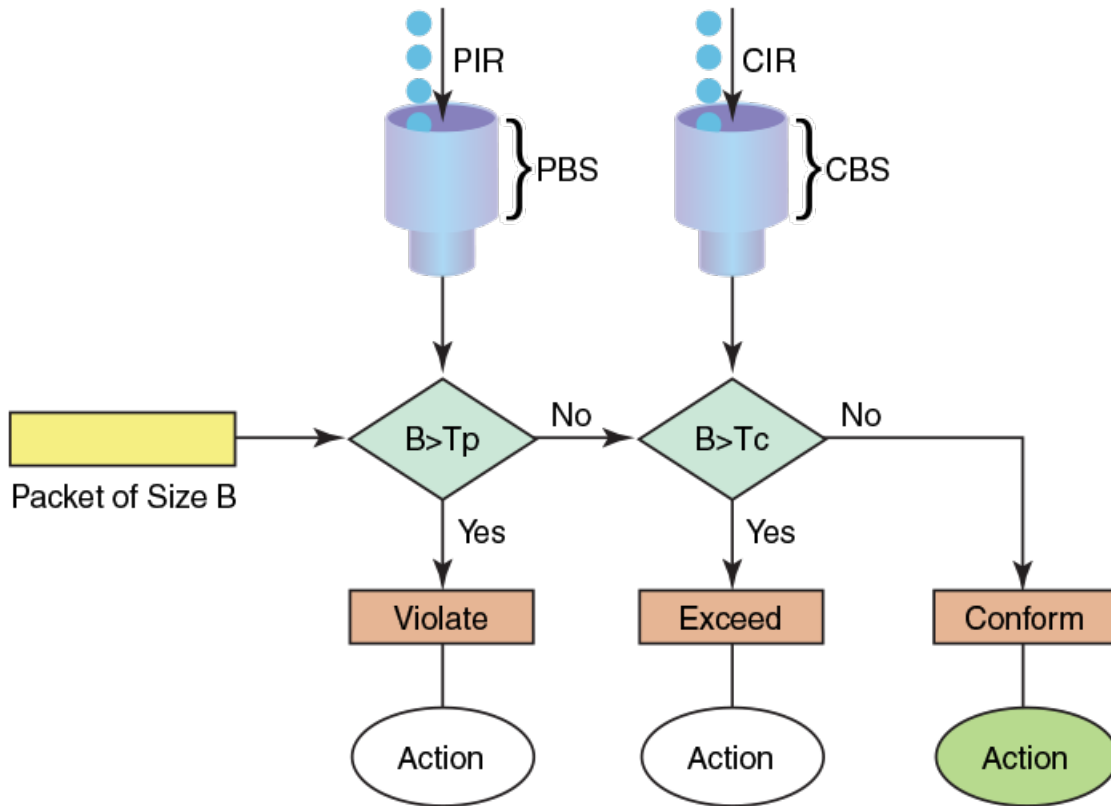 PIR
CIR
PBS
CBS
B>Tp
No
B>Tc
No
Packet of Size B
Yes
Yes
Violate
Exceed
Conform
Action
Action
Action